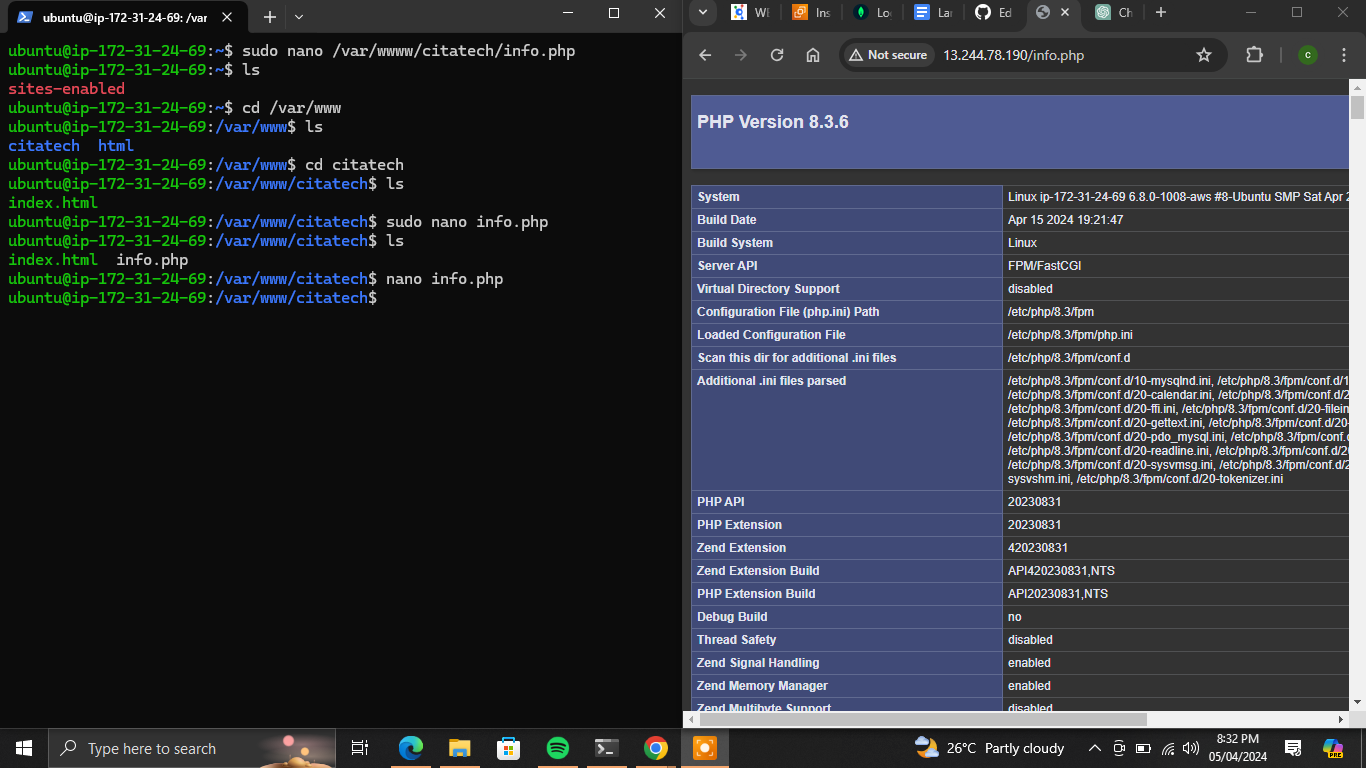 ubuntu@ip-172-31-24-69: /var
ubuntu@ip-172-31-24-69:~$ sudo nano /var/wwww/citatech/info.php
ubuntu@ip-172-31-24-69:~$ ls
sites-enabled
ubuntu@ip-172-31-24-69:~$ cd /var/www
ubuntu@ip-172-31-24-69:/var/www$ ls
citatech  html
ubuntu@ip-172-31-24-69:/var/www$ cd citatech
ubuntu@ip-172-31-24-69:/var/www/citatech$ ls
index.html
ubuntu@ip-172-31-24-69:/var/www/citatech$ sudo nano info.php
ubuntu@ip-172-31-24-69:/var/www/citatech$ ls
index.html  info.php
ubuntu@ip-172-31-24-69:/var/www/citatech$ nano info.php
ubuntu@ip-172-31-24-69:/var/www/citatech$
Ins Lo Ed Ch
Not secure 13.244.78.190/info.php
c
PHP Version 8.3.6
System Linux ip-172-31-24-69 6.8.0-1008-aws #8-Ubuntu SMP Sat Apr 2
Build Date Apr 15 2024 19:21:47
Build System Linux
Server API FPM/FastCGI
Virtual Directory Support disabled
Configuration File (php.ini) Path /etc/php/8.3/fpm
Loaded Configuration File /etc/php/8.3/fpm/php.ini
Scan this dir for additional .ini files /etc/php/8.3/fpm/conf.d
Additional .ini files parsed /etc/php/8.3/fpm/conf.d/10-mysqlnd.ini, /etc/php/8.3/fpm/conf.d/1
/etc/php/8.3/fpm/conf.d/20-calendar.ini, /etc/php/8.3/fpm/conf.d/2
/etc/php/8.3/fpm/conf.d/20-ffi.ini, /etc/php/8.3/fpm/conf.d/20-filein
/etc/php/8.3/fpm/conf.d/20-gettext.ini, /etc/php/8.3/fpm/conf.d/20-
/etc/php/8.3/fpm/conf.d/20-pdo_mysql.ini, /etc/php/8.3/fpm/conf.
/etc/php/8.3/fpm/conf.d/20-readline.ini, /etc/php/8.3/fpm/conf.d/20
/etc/php/8.3/fpm/conf.d/20-sysvmsg.ini, /etc/php/8.3/fpm/conf.d/2
sysvshm.ini, /etc/php/8.3/fpm/conf.d/20-tokenizer.ini
PHP API 20230831
PHP Extension 20230831
Zend Extension 420230831
Zend Extension Build API420230831,NTS
PHP Extension Build API20230831,NTS
Debug Build no
Thread Safety disabled
Zend Signal Handling enabled
Zend Memory Manager enabled
Zend Multibyte Support disabled
Type here to search
26°C Partly cloudy
8:32 PM
05/04/2024
PRE